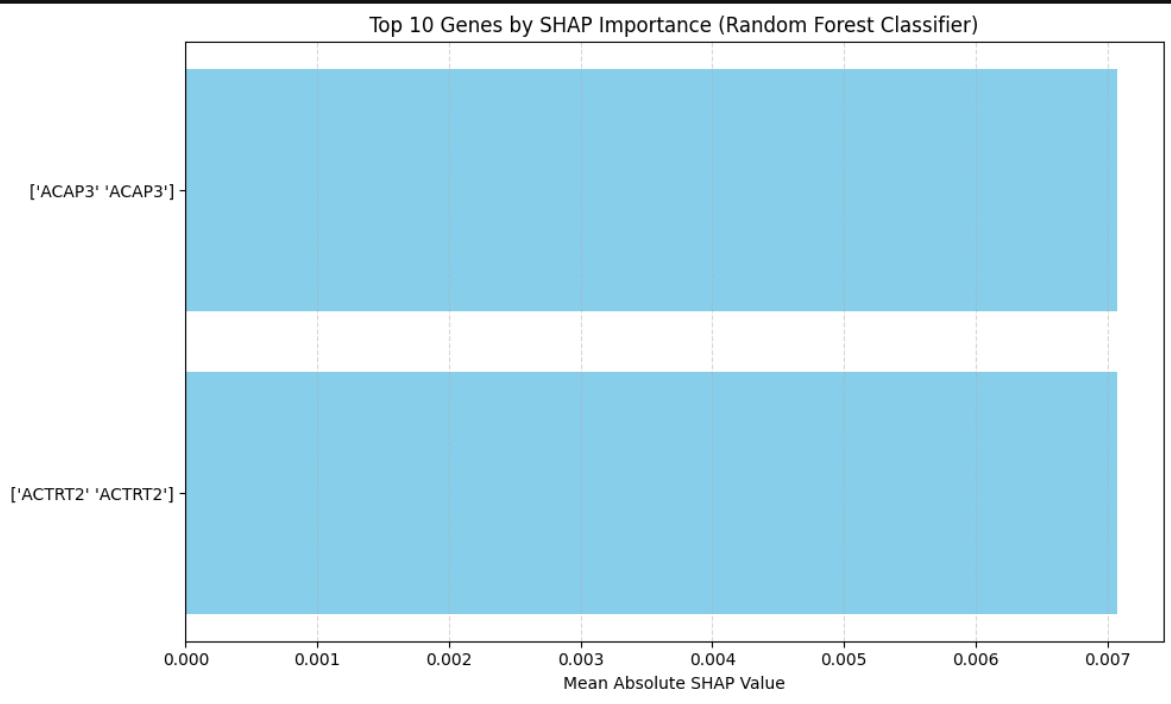 Top 10 Genes by SHAP Importance (Random Forest Classifier)
['ACAP3' 'ACAP3']
['ACTRT2' 'ACTRT2']
0.000 0.001 0.002 0.003 0.004 0.005 0.006 0.007
Mean Absolute SHAP Value